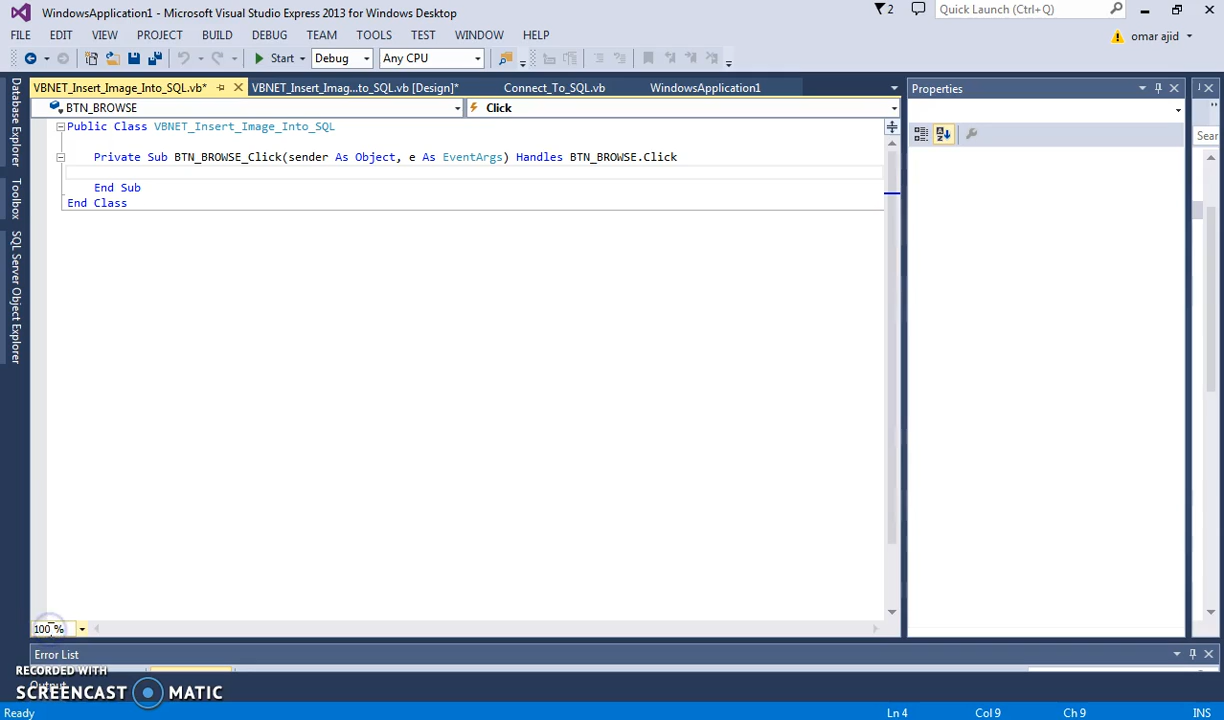 WindowsApplication1 - Microsoft Visual Studio Express 2013 for Windows Desktop
2
Quick Launch (Ctrl+Q)
FILE EDIT VIEW PROJECT BUILD DEBUG TEAM TOOLS TEST WINDOW HELP
omar ajid
Start Debug Any CPU
VBNET_Insert_Image_Into_SQL.vb* VBNET_Insert_Imag...to_SQL.vb [Design]* Connect_To_SQL.vb WindowsApplication1
Properties
BTN_BROWSE Click
Database Explorer
Toolbox
SQL Server Object Explorer
Sear
Public Class VBNET_Insert_Image_Into_SQL
Private Sub BTN_BROWSE_Click(sender As Object, e As EventArgs) Handles BTN_BROWSE.Click
End Sub
End Class
100 %
Error List
Output
RECORDED WITH
SCREENCAST MATIC
Ready Ln 4 Col 9 Ch 9 INS